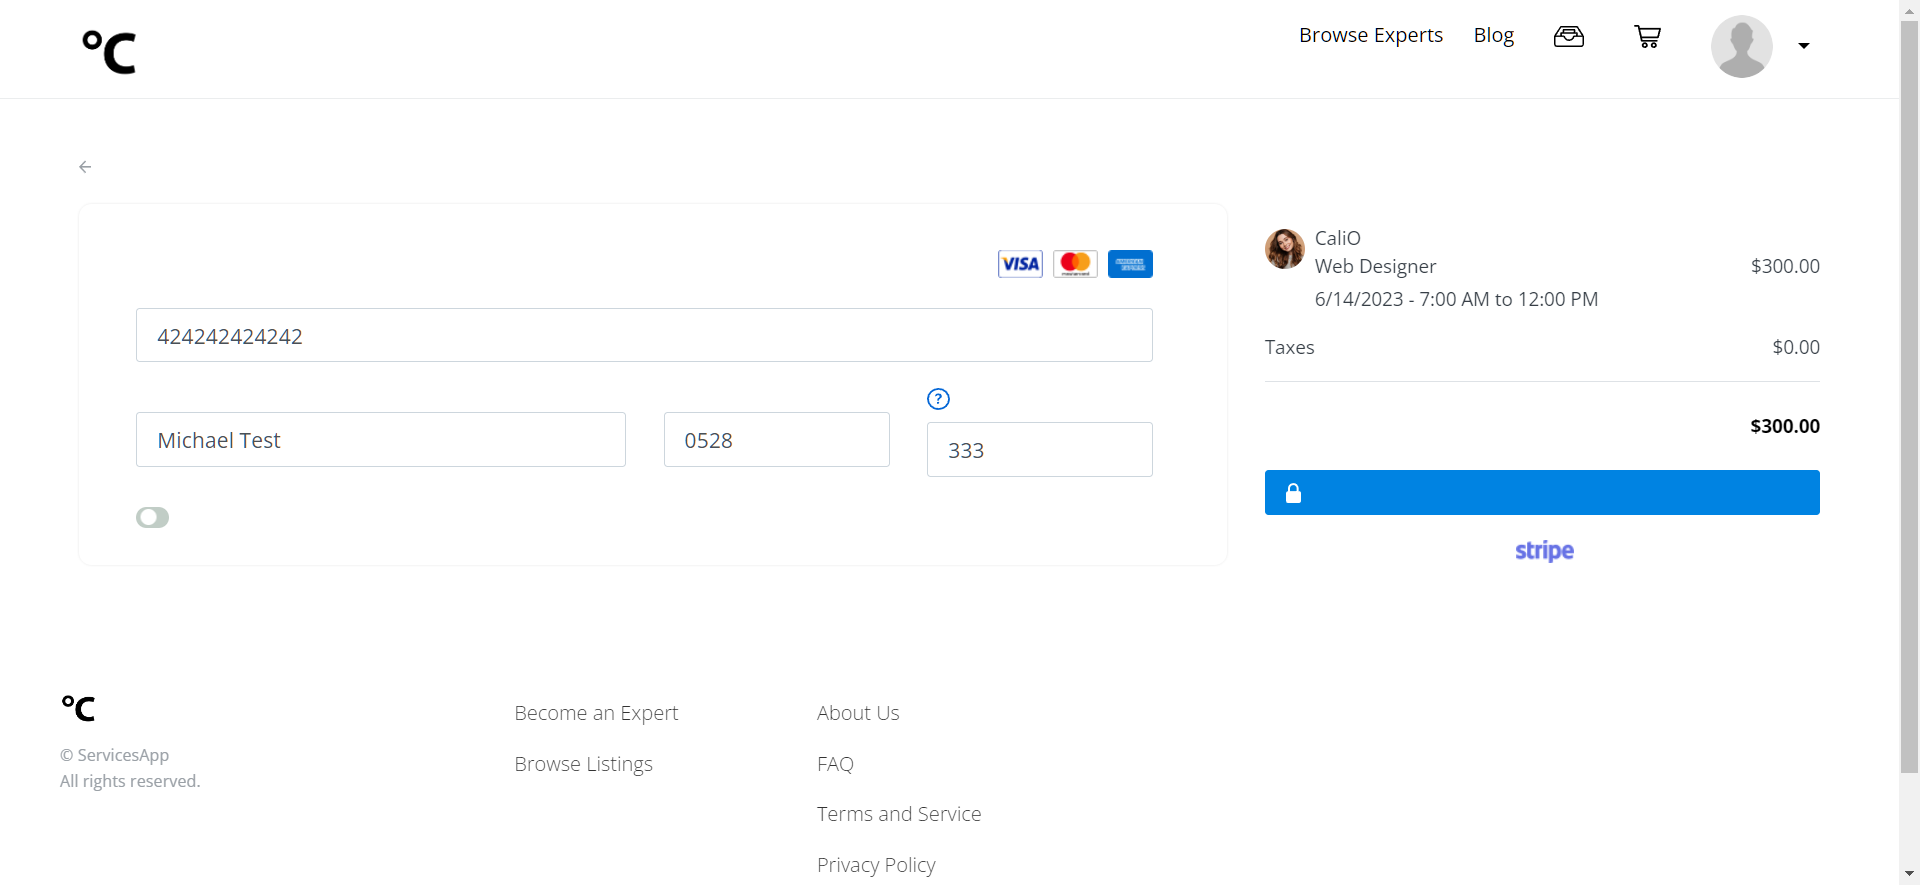 °C
Browse Experts
Blog
VISA
424242424242
?
Michael Test
0528
333
CaliO
Web Designer
$300.00
6/14/2023 - 7:00 AM to 12:00 PM
Taxes
$0.00
$300.00
stripe
°C
© ServicesApp
All rights reserved.
Become an Expert
Browse Listings
About Us
FAQ
Terms and Service
Privacy Policy